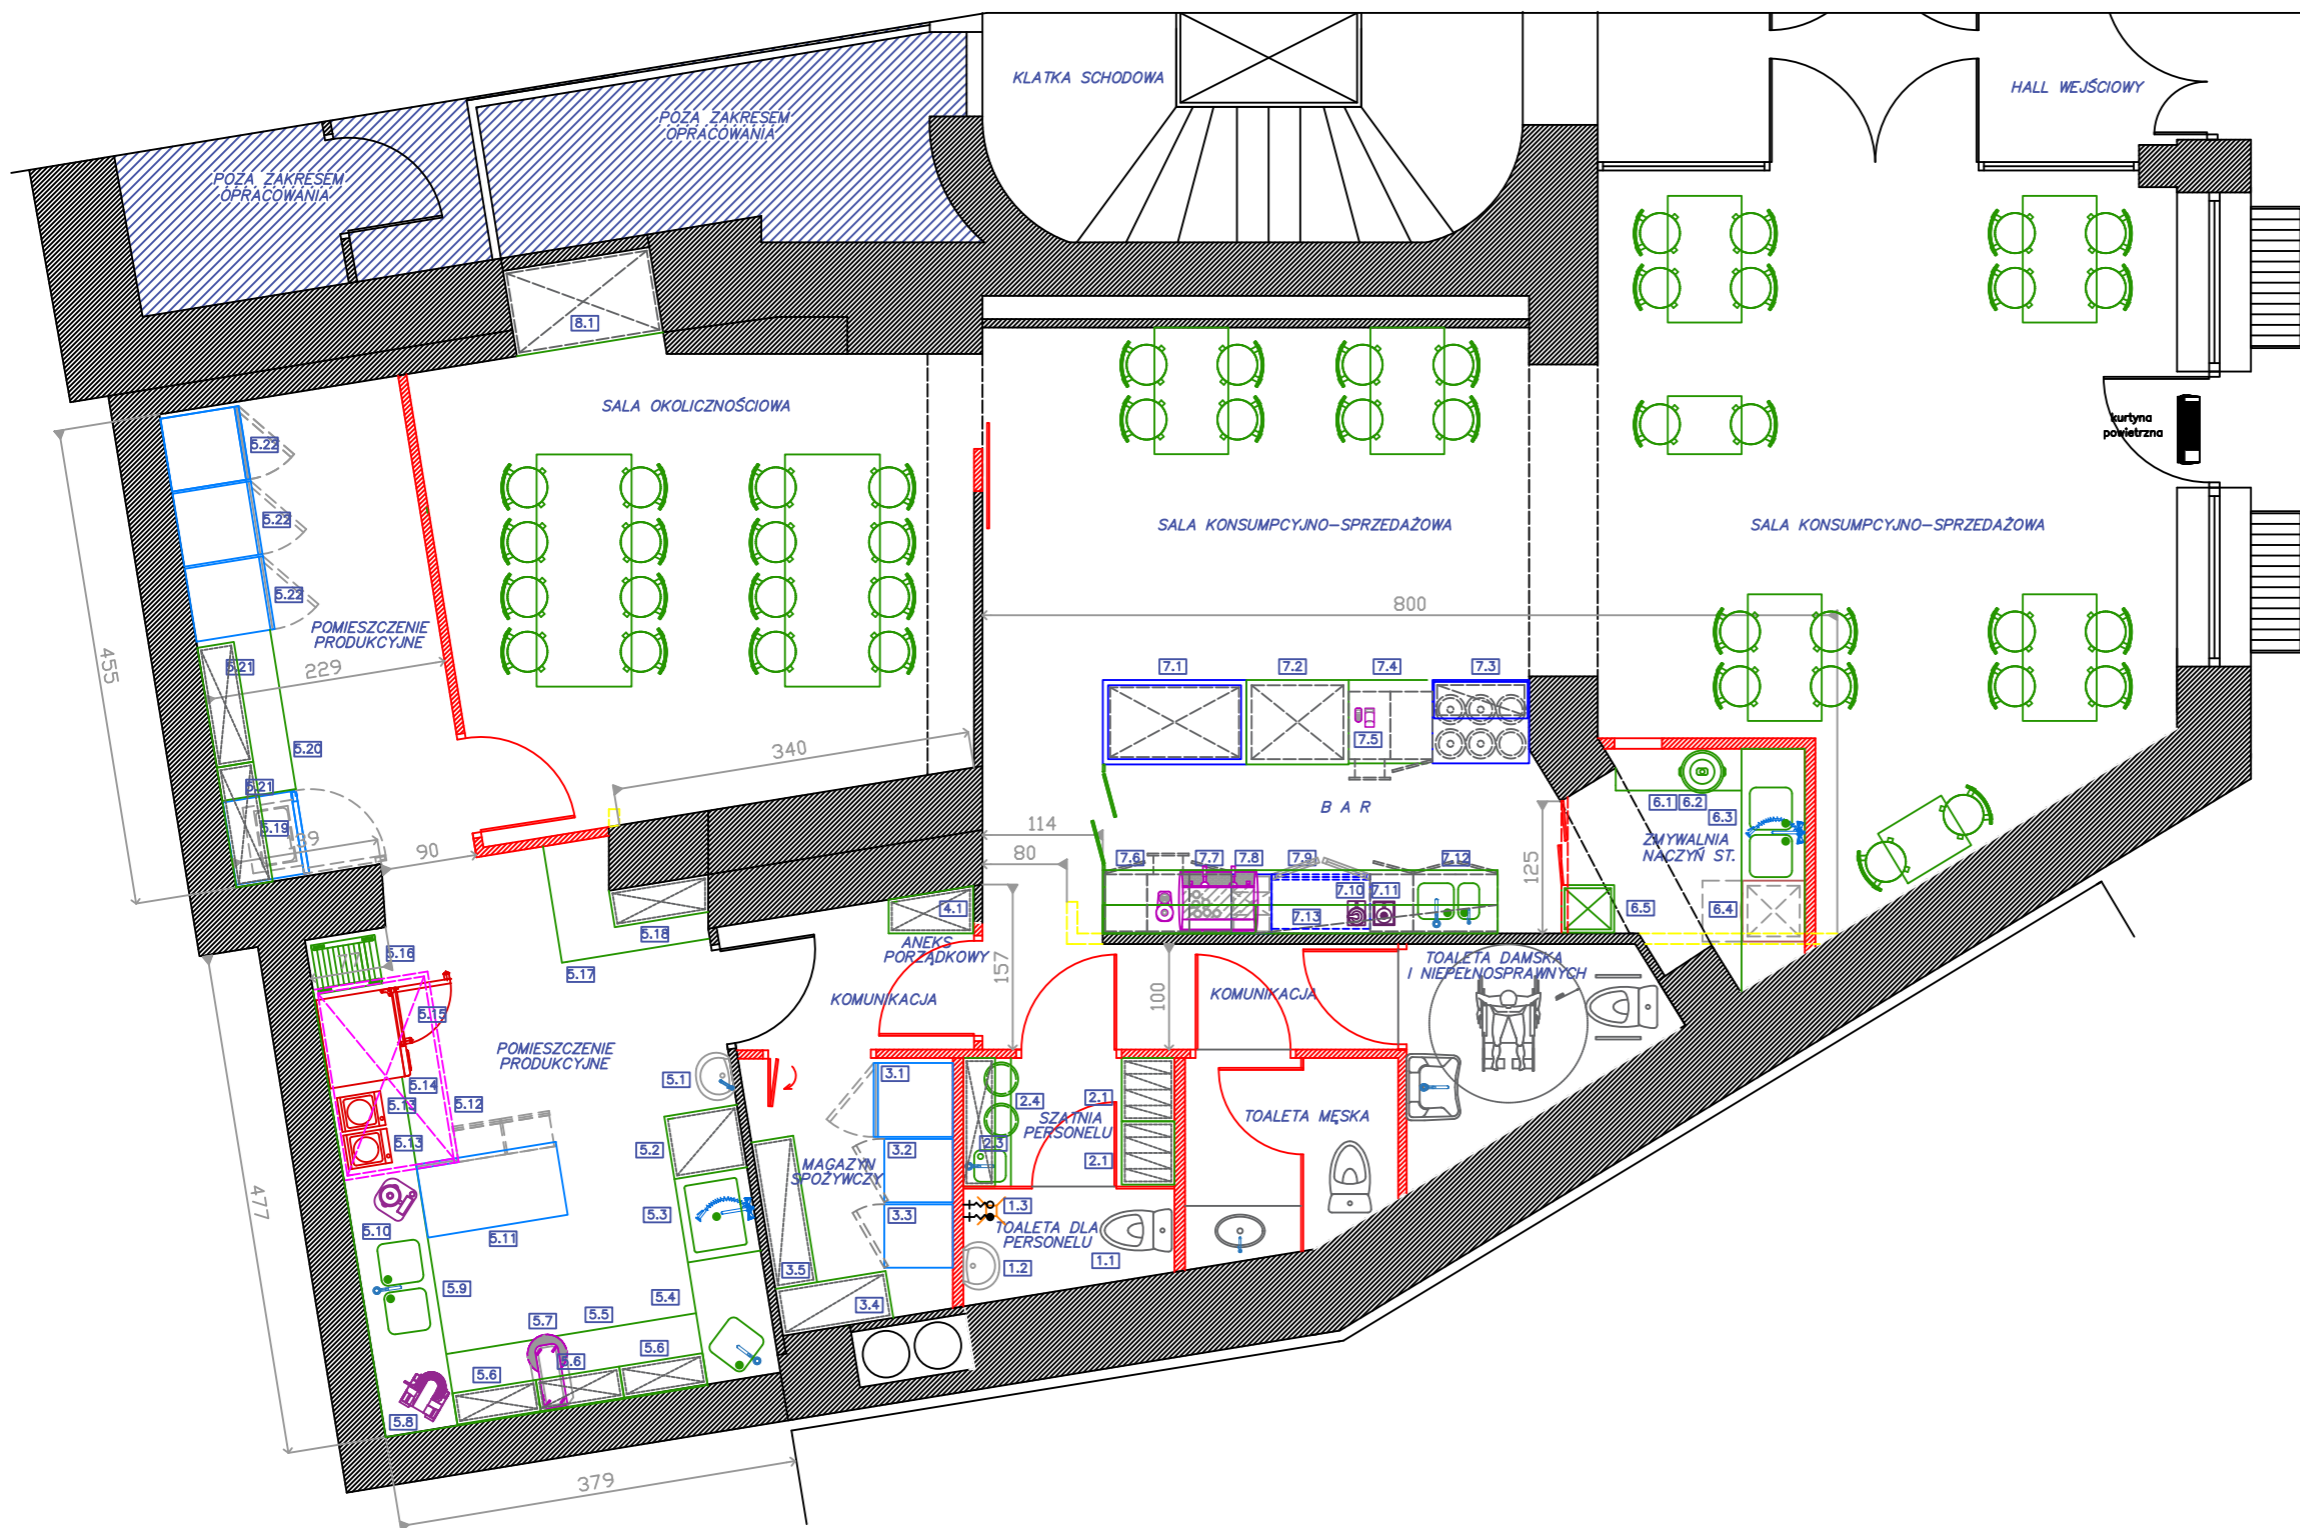 KLATKA SCHODOWA
HALL WEJŚCIOWY
POZA ZAKRESEM
OPRACOWANIA
POZA ZAKRESEM
OPRACOWANIA
8.1
SALA OKOLICZNOŚCIOWA
kurtyna
powietrzna
5.22
5.22
5.22
SALA KONSUMPCYJNO-SPRZEDAŻOWA
SALA KONSUMPCYJNO-SPRZEDAŻOWA
800
POMIESZCZENIE
PRODUKCYJNE
455
229
5.21
5.20
5.21
5.19
90
340
7.1
7.2
7.4
7.3
7.5
B A R
114
80
125
7.6
7.7
7.8
7.9
7.10
7.11
7.12
7.13
6.1
6.2
6.3
ZMYWALNIA
NACZYŃ ST.
6.4
6.5
4.1
ANEKS
PORZĄDKOWY
157
100
KOMUNIKACJA
KOMUNIKACJA
TOALETA DAMSKA
I NIEPEŁNOSPRAWNYCH
5.18
5.17
5.16
77
5.15
5.14
5.13
5.12
5.13
POMIESZCZENIE
PRODUKCYJNE
5.1
5.2
5.3
5.4
5.5
5.6
5.6
5.6
5.7
5.8
5.9
5.10
5.11
477
379
3.1
3.2
3.3
3.4
3.5
MAGAZYN
SPOŻYWCZY
2.4
2.3
2.1
2.1
SZATNIA
PERSONELU
TOALETA MĘSKA
1.3
TOALETA DLA
PERSONELU
1.2
1.1